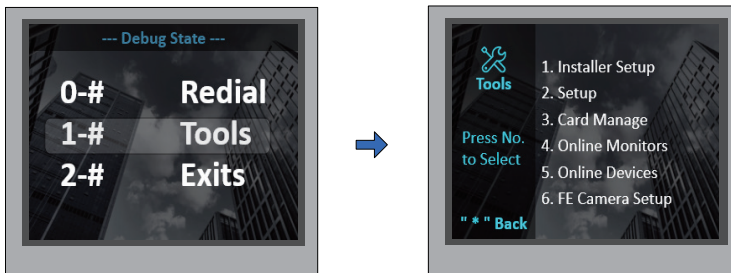 --- Debug State ---
0-# Redial
1-# Tools
2-# Exits
Tools
Press No.
to Select
" * " Back
1. Installer Setup
2. Setup
3. Card Manage
4. Online Monitors
5. Online Devices
6. FE Camera Setup